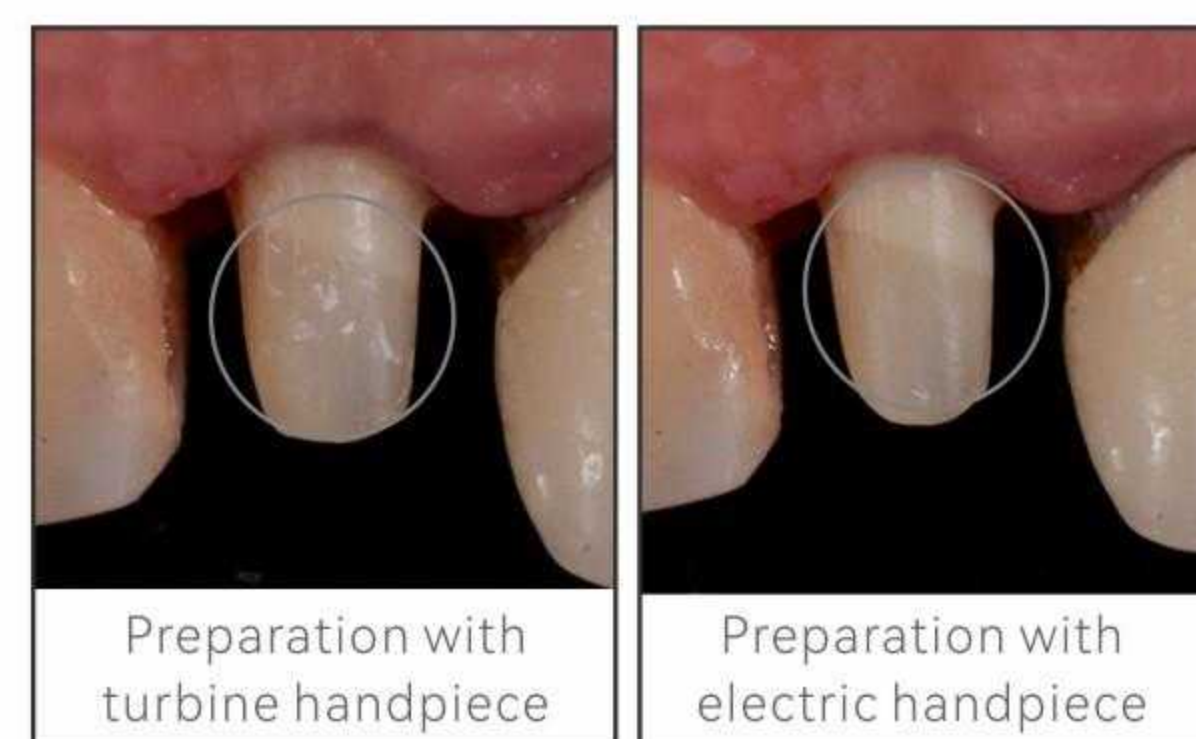 Preparation with
turbine handpiece
Preparation with
electric handpiece